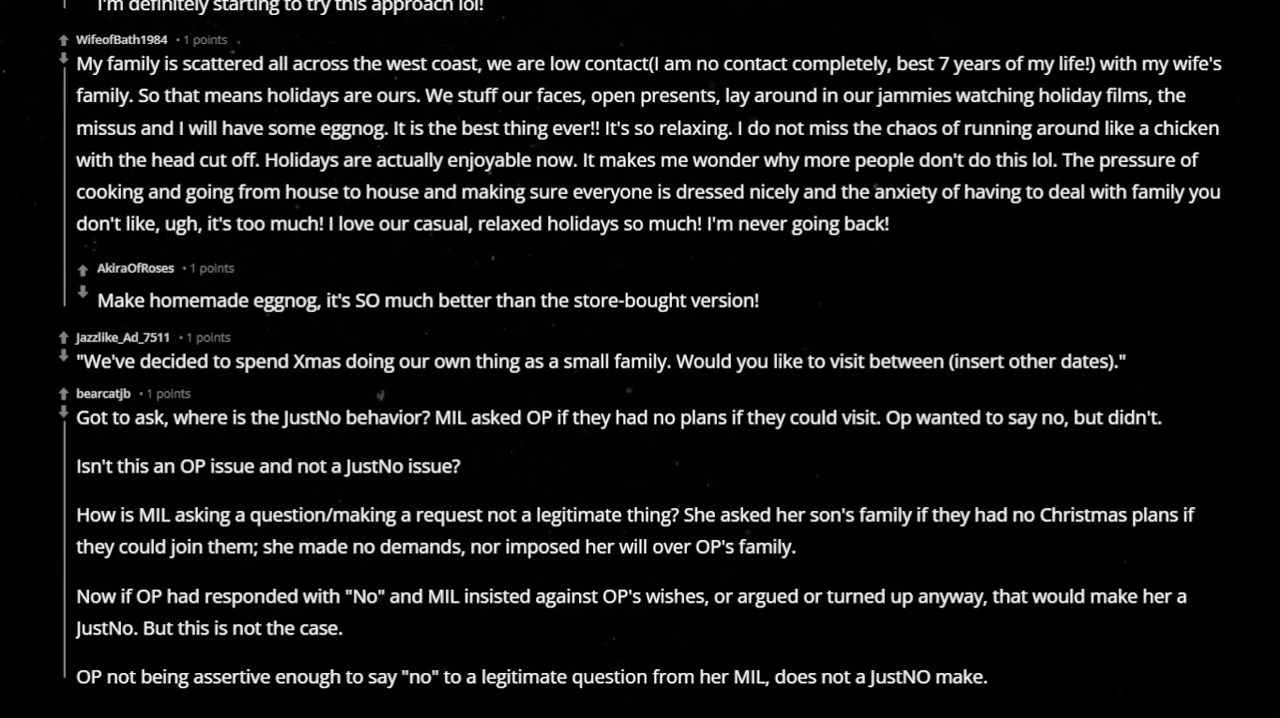 I'm definitely starting to try this approach lol!
WifeofBath1984 • 1 points
My family is scattered all across the west coast, we are low contact(I am no contact completely, best 7 years of my life!) with my wife's
family. So that means holidays are ours. We stuff our faces, open presents, lay around in our jammies watching holiday films, the
missus and I will have some eggnog. It is the best thing ever!! It's so relaxing. I do not miss the chaos of running around like a chicken
with the head cut off. Holidays are actually enjoyable now. It makes me wonder why more people don't do this lol. The pressure of
cooking and going from house to house and making sure everyone is dressed nicely and the anxiety of having to deal with family you
don't like, ugh, it's too much! I love our casual, relaxed holidays so much! I'm never going back!
AkiraOfRoses • 1 points
Make homemade eggnog, it's SO much better than the store-bought version!
Jazzlike_Ad_7511 • 1 points
"We've decided to spend Xmas doing our own thing as a small family. Would you like to visit between (insert other dates)."
bearcatjb • 1 points
Got to ask, where is the JustNo behavior? MIL asked OP if they had no plans if they could visit. Op wanted to say no, but didn't.
Isn't this an OP issue and not a JustNo issue?
How is MIL asking a question/making a request not a legitimate thing? She asked her son's family if they had no Christmas plans if
they could join them; she made no demands, nor imposed her will over OP's family.
Now if OP had responded with "No" and MIL insisted against OP's wishes, or argued or turned up anyway, that would make her a
JustNo. But this is not the case.
OP not being assertive enough to say "no" to a legitimate question from her MIL, does not a JustNO make.